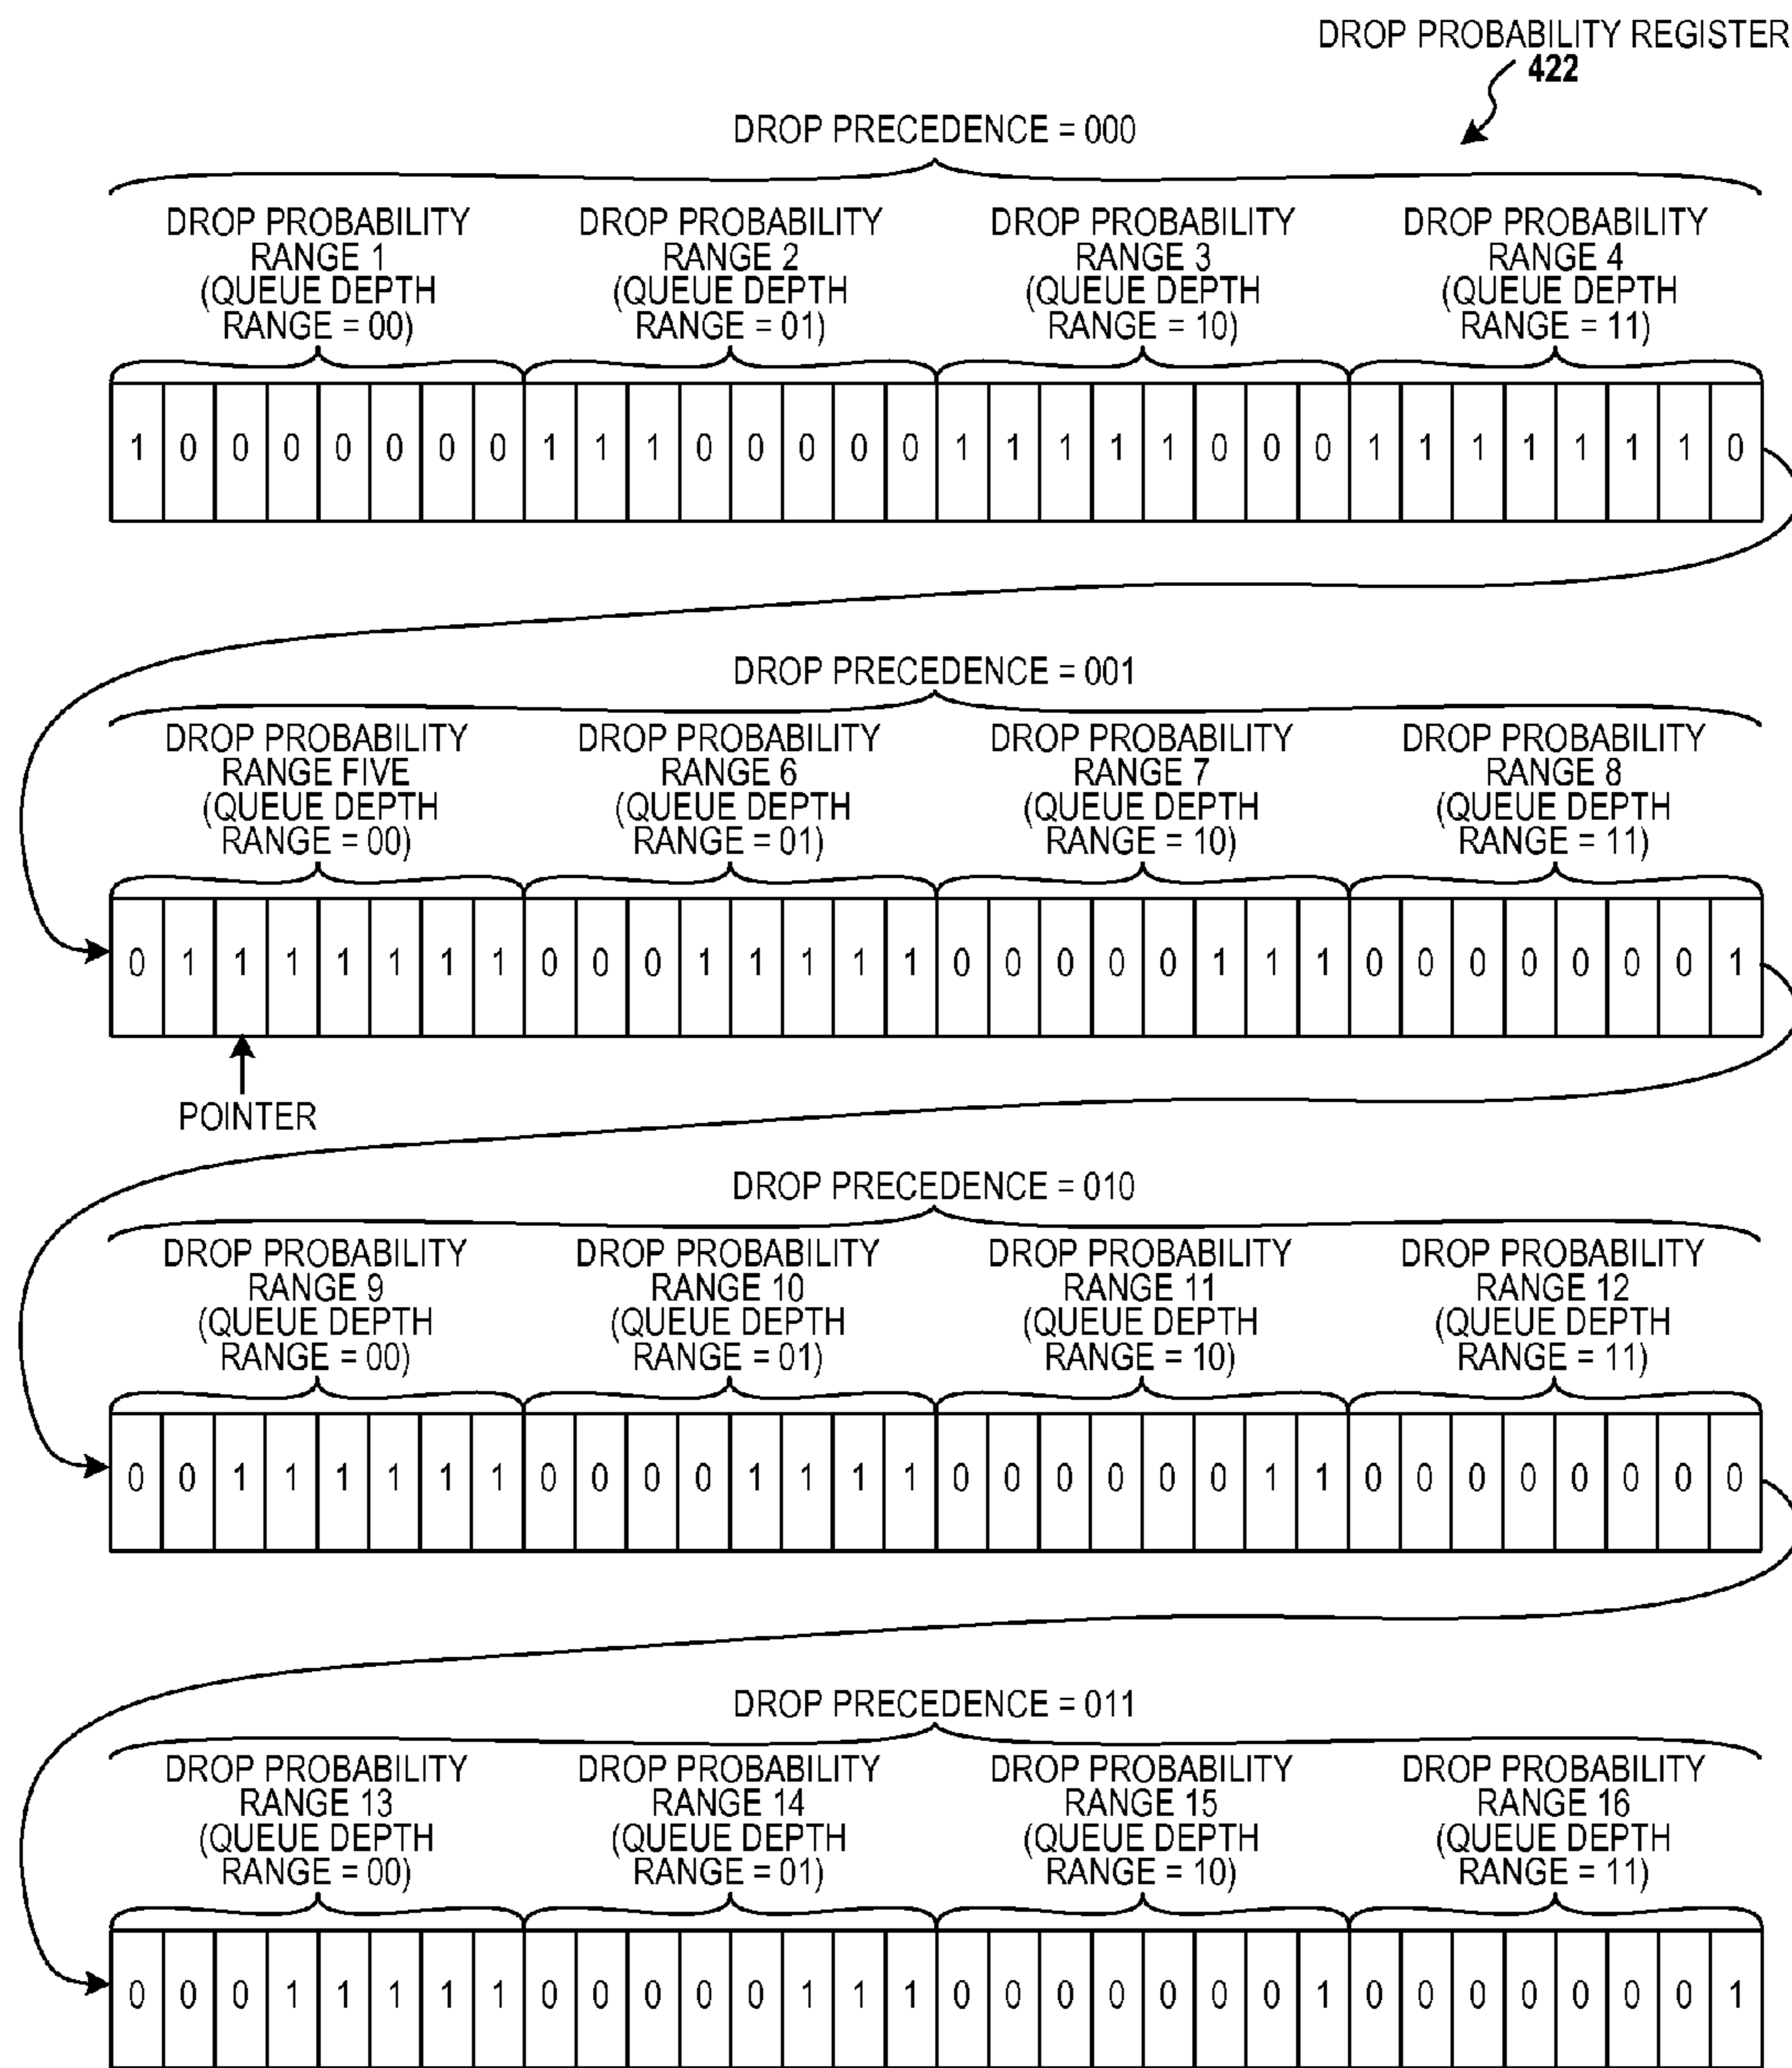 DROP PROBABILITY REGISTER
422
DROP PRECEDENCE = 000
DROP PROBABILITY RANGE 1 (QUEUE DEPTH RANGE = 00)
DROP PROBABILITY RANGE 2 (QUEUE DEPTH RANGE = 01)
DROP PROBABILITY RANGE 3 (QUEUE DEPTH RANGE = 10)
DROP PROBABILITY RANGE 4 (QUEUE DEPTH RANGE = 11)
1 0 0 0 0 0 0 0 1 1 1 0 0 0 0 0 1 1 1 1 1 0 0 0 1 1 1 1 1 1 1 0
DROP PRECEDENCE = 001
DROP PROBABILITY RANGE FIVE (QUEUE DEPTH RANGE = 00)
DROP PROBABILITY RANGE 6 (QUEUE DEPTH RANGE = 01)
DROP PROBABILITY RANGE 7 (QUEUE DEPTH RANGE = 10)
DROP PROBABILITY RANGE 8 (QUEUE DEPTH RANGE = 11)
0 1 1 1 1 1 1 1 0 0 0 1 1 1 1 1 0 0 0 0 0 1 1 1 0 0 0 0 0 0 0 1
POINTER
DROP PRECEDENCE = 010
DROP PROBABILITY RANGE 9 (QUEUE DEPTH RANGE = 00)
DROP PROBABILITY RANGE 10 (QUEUE DEPTH RANGE = 01)
DROP PROBABILITY RANGE 11 (QUEUE DEPTH RANGE = 10)
DROP PROBABILITY RANGE 12 (QUEUE DEPTH RANGE = 11)
0 0 1 1 1 1 1 1 0 0 0 0 1 1 1 1 0 0 0 0 0 0 1 1 0 0 0 0 0 0 0 0
DROP PRECEDENCE = 011
DROP PROBABILITY RANGE 13 (QUEUE DEPTH RANGE = 00)
DROP PROBABILITY RANGE 14 (QUEUE DEPTH RANGE = 01)
DROP PROBABILITY RANGE 15 (QUEUE DEPTH RANGE = 10)
DROP PROBABILITY RANGE 16 (QUEUE DEPTH RANGE = 11)
0 0 0 1 1 1 1 1 0 0 0 0 0 1 1 1 0 0 0 0 0 0 0 1 0 0 0 0 0 0 0 1